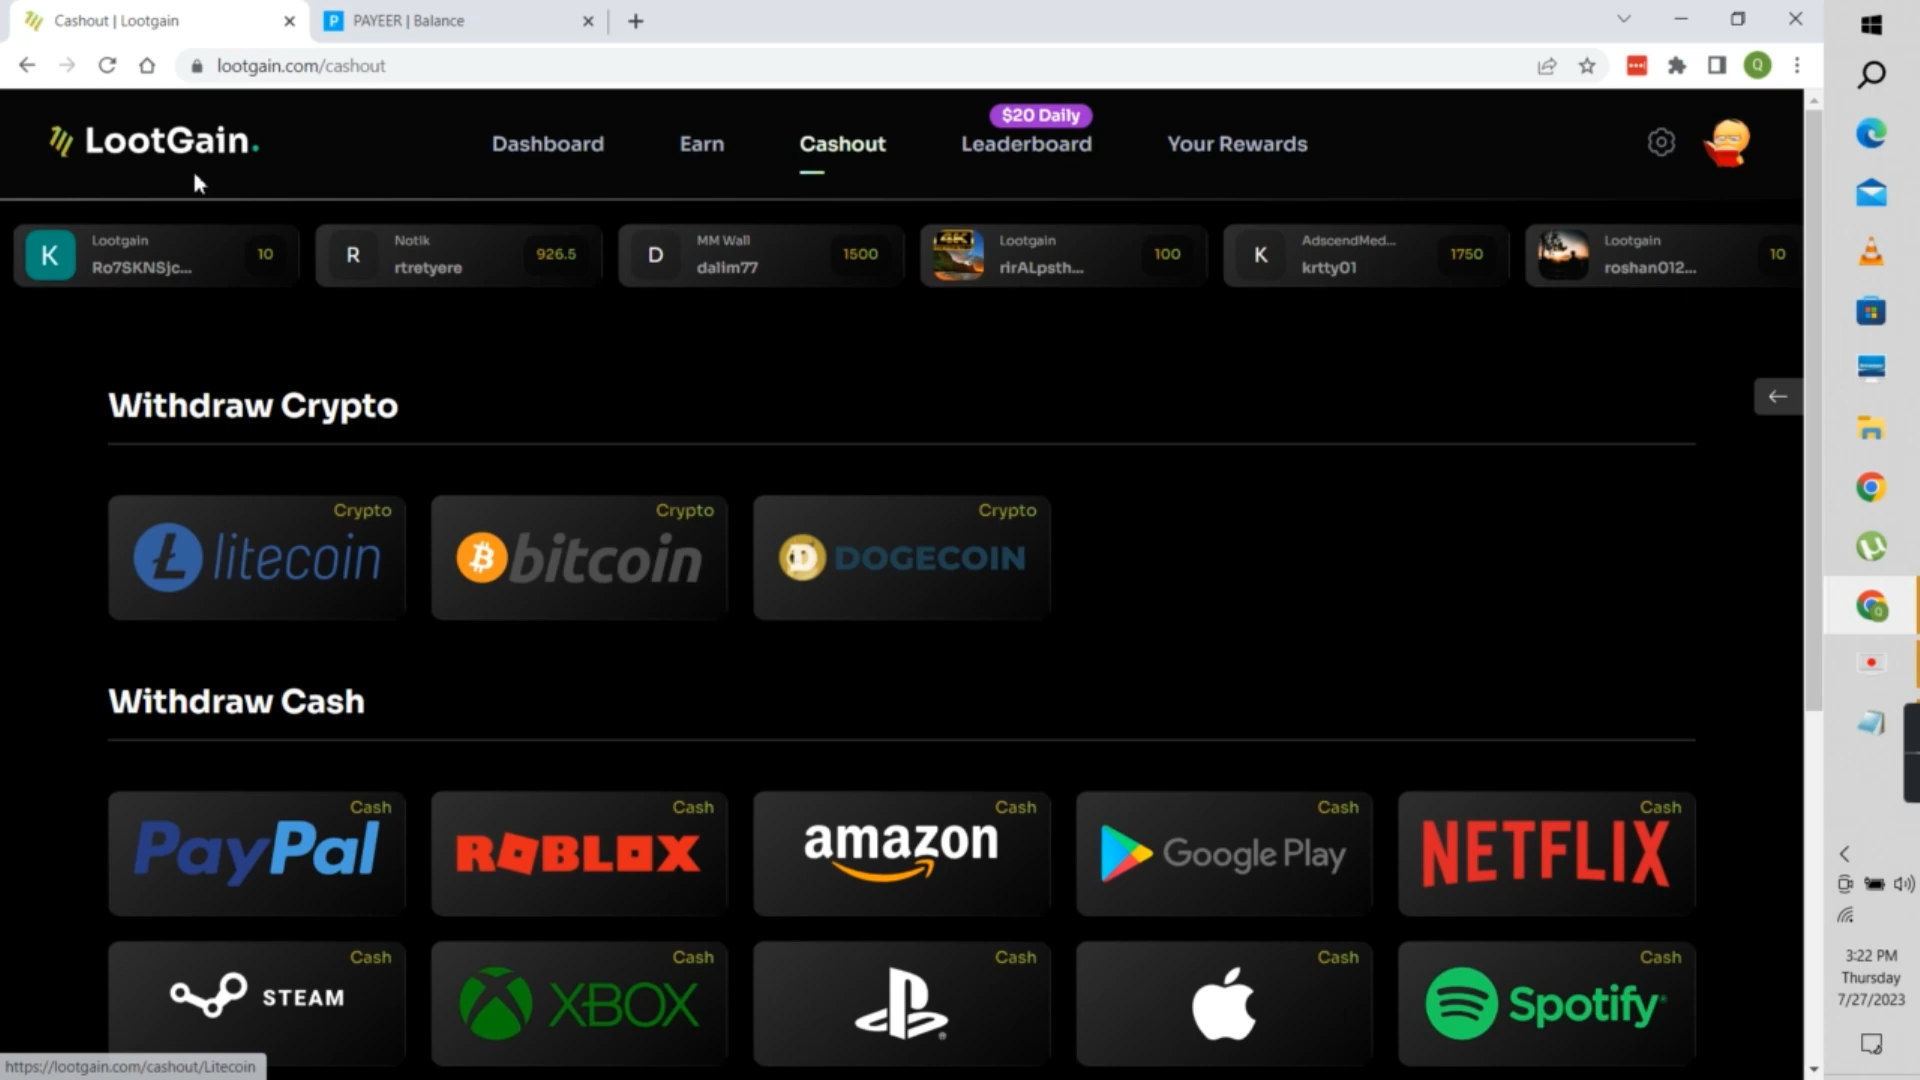 Cashout | Lootgain
P PAYEER | Balance
lootgain.com/cashout
Q
LootGain.
Dashboard
Earn
Cashout
$20 Daily
Leaderboard
Your Rewards
K Lootgain 10
Ro7SKNSjc...
R Notik 926.5
rtretyere
D MM Wall 1500
dalim77
4K Lootgain 100
rIrALpsth...
K AdscendMed... 1750
krtty01
Lootgain 10
roshan012...
Withdraw Crypto
Crypto Crypto Crypto
litecoin bitcoin DOGECOIN
Withdraw Cash
Cash Cash Cash Cash Cash
PayPal ROBLOX amazon Google Play NETFLIX
Cash Cash Cash Cash Cash
STEAM XBOX Spotify
https://lootgain.com/cashout/Litecoin
3:22 PM
Thursday
7/27/2023